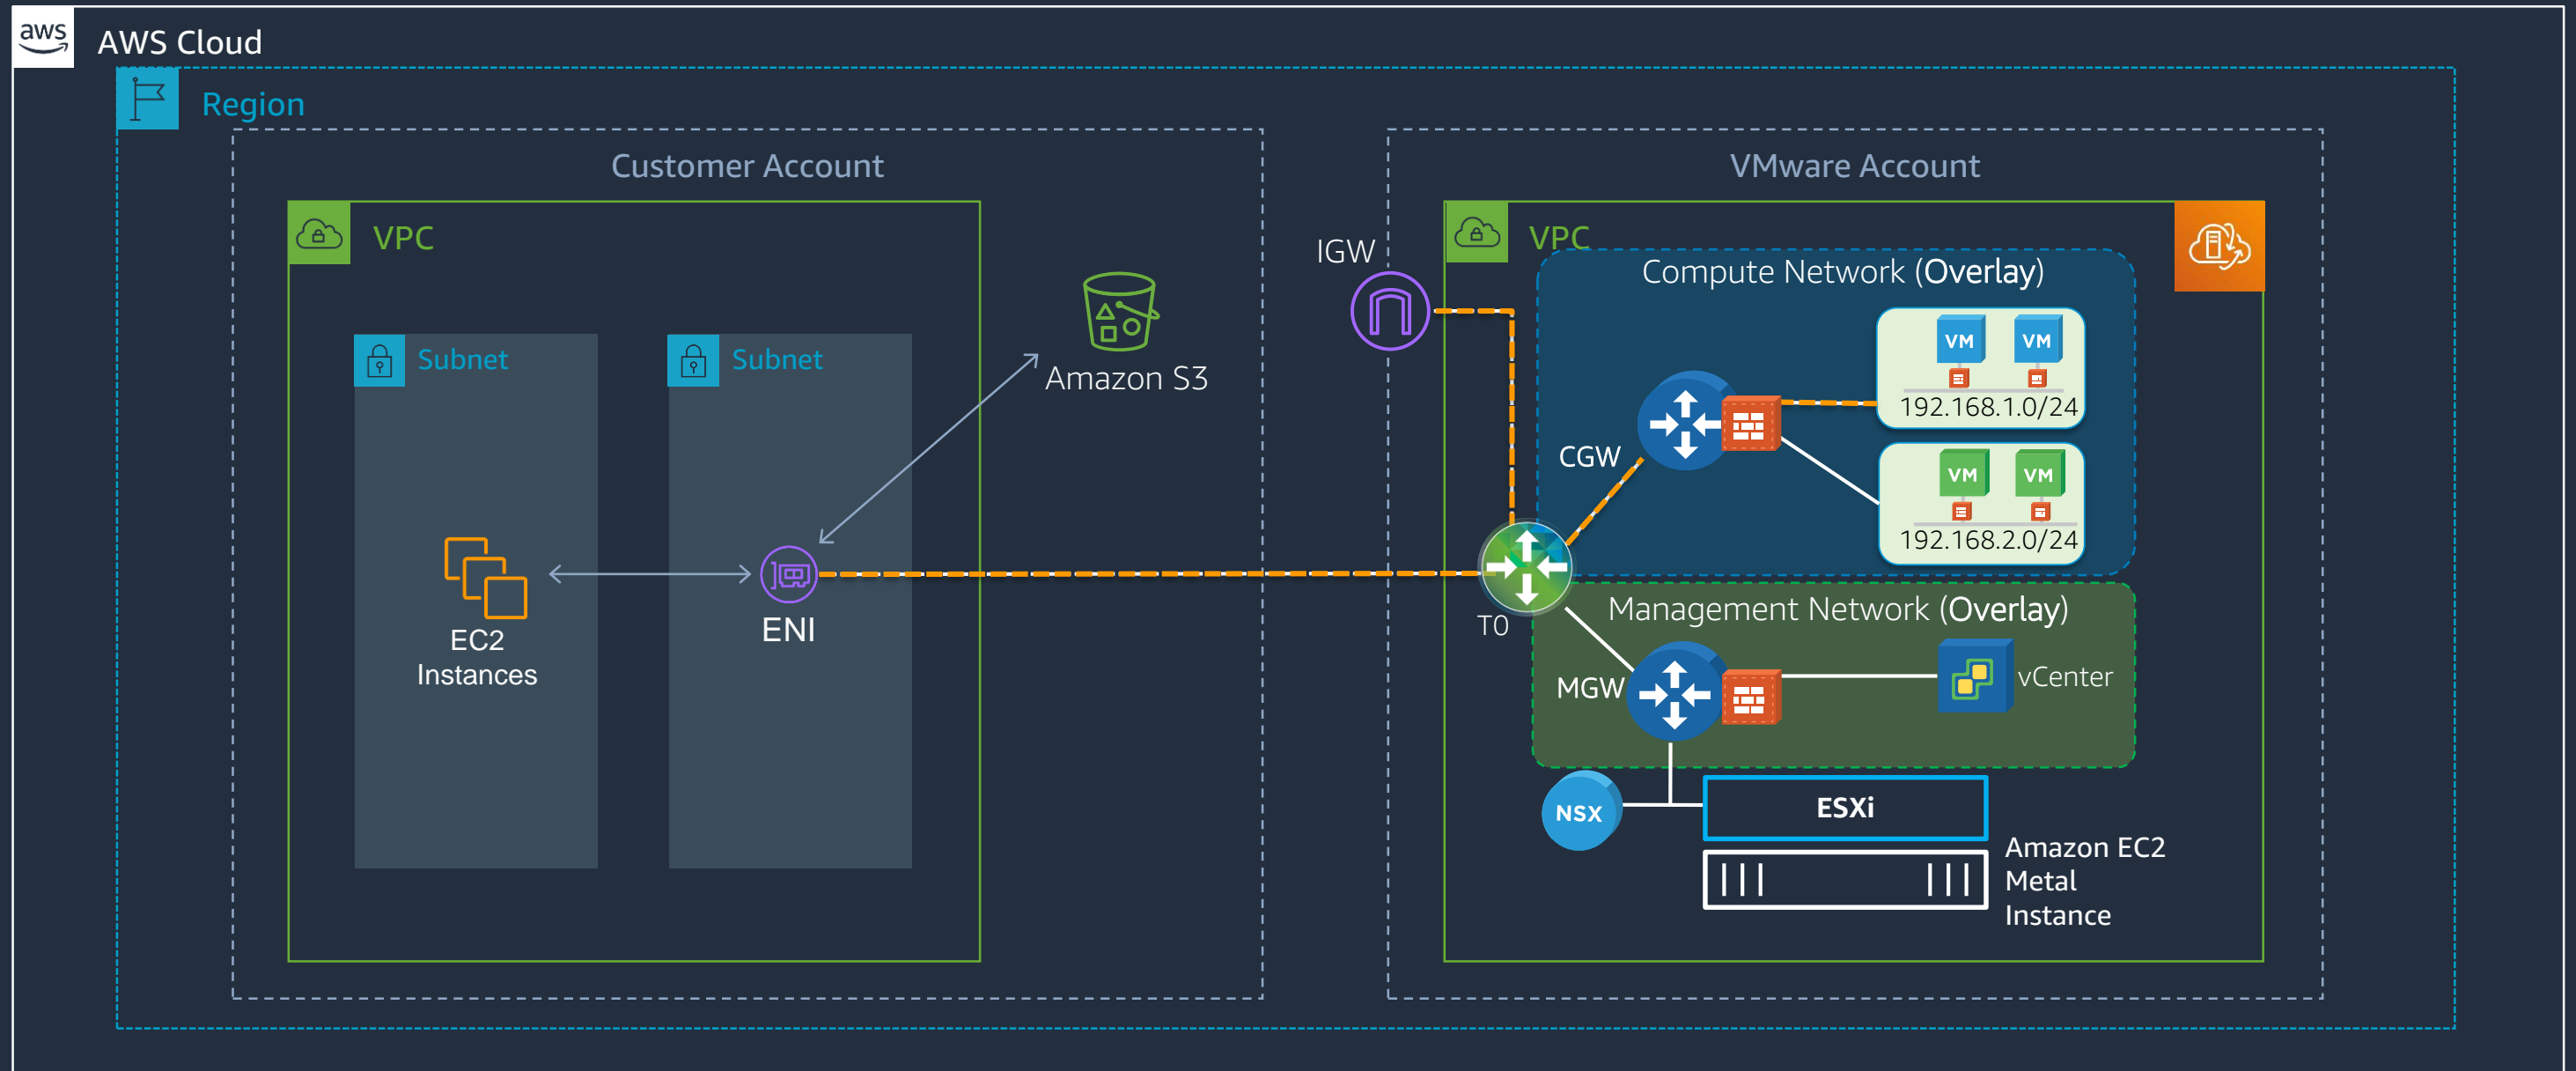 aws
AWS Cloud
Region
Customer Account
VPC
Subnet
Subnet
EC2
Instances
ENI
Amazon S3
IGW
VMware Account
VPC
Compute Network (Overlay)
VM
VM
192.168.1.0/24
CGW
VM
VM
192.168.2.0/24
T0
Management Network (Overlay)
MGW
vCenter
NSX
ESXi
Amazon EC2
Metal
Instance